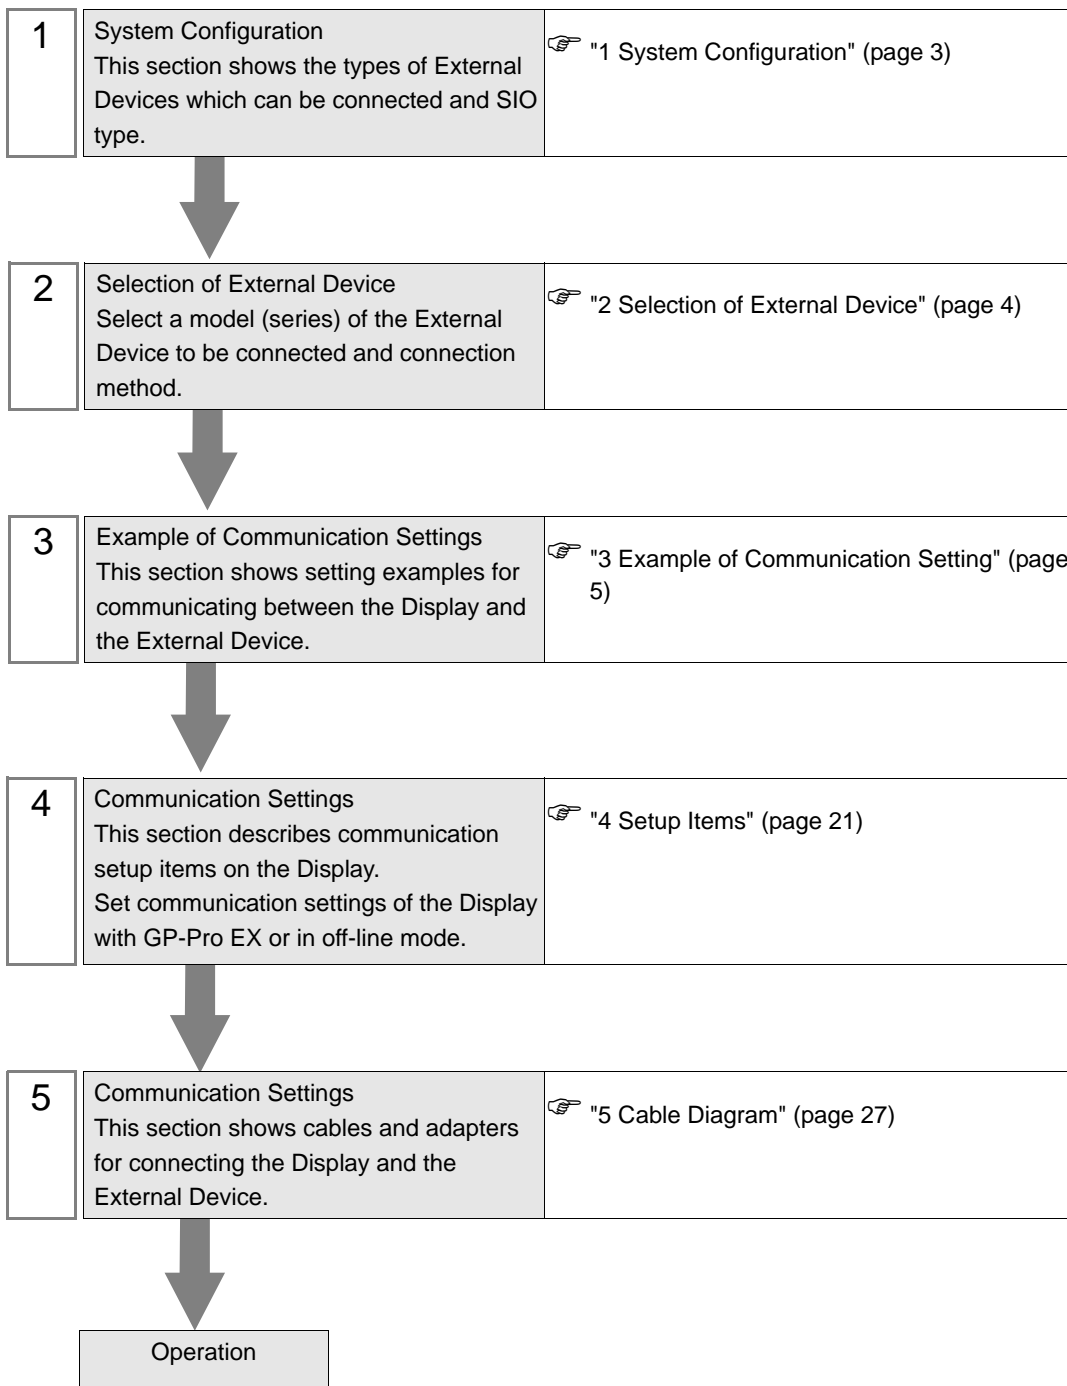 1
System Configuration
This section shows the types of External
Devices which can be connected and SIO
type.
"1 System Configuration" (page 3)
2
Selection of External Device
Select a model (series) of the External
Device to be connected and connection
method.
"2 Selection of External Device" (page 4)
3
Example of Communication Settings
This section shows setting examples for
communicating between the Display and
the External Device.
"3 Example of Communication Setting" (page
5)
4
Communication Settings
This section describes communication
setup items on the Display.
Set communication settings of the Display
with GP-Pro EX or in off-line mode.
"4 Setup Items" (page 21)
5
Communication Settings
This section shows cables and adapters
for connecting the Display and the
External Device.
"5 Cable Diagram" (page 27)
Operation